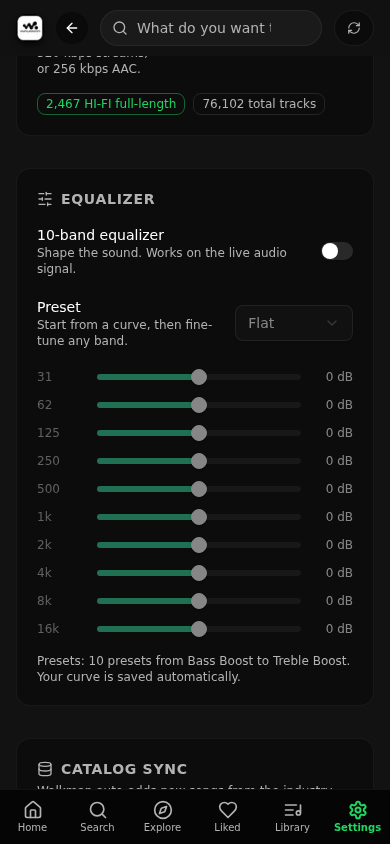 What do you want t
or 256 kbps AAC.
2,467 HI-FI full-length
76,102 total tracks
EQUALIZER
10-band equalizer
Shape the sound. Works on the live audio
signal.
Preset
Start from a curve, then fine-
tune any band.
Flat
31 0 dB
62 0 dB
125 0 dB
250 0 dB
500 0 dB
1k 0 dB
2k 0 dB
4k 0 dB
8k 0 dB
16k 0 dB
Presets: 10 presets from Bass Boost to Treble Boost.
Your curve is saved automatically.
CATALOG SYNC
Home Search Explore Liked Library Settings